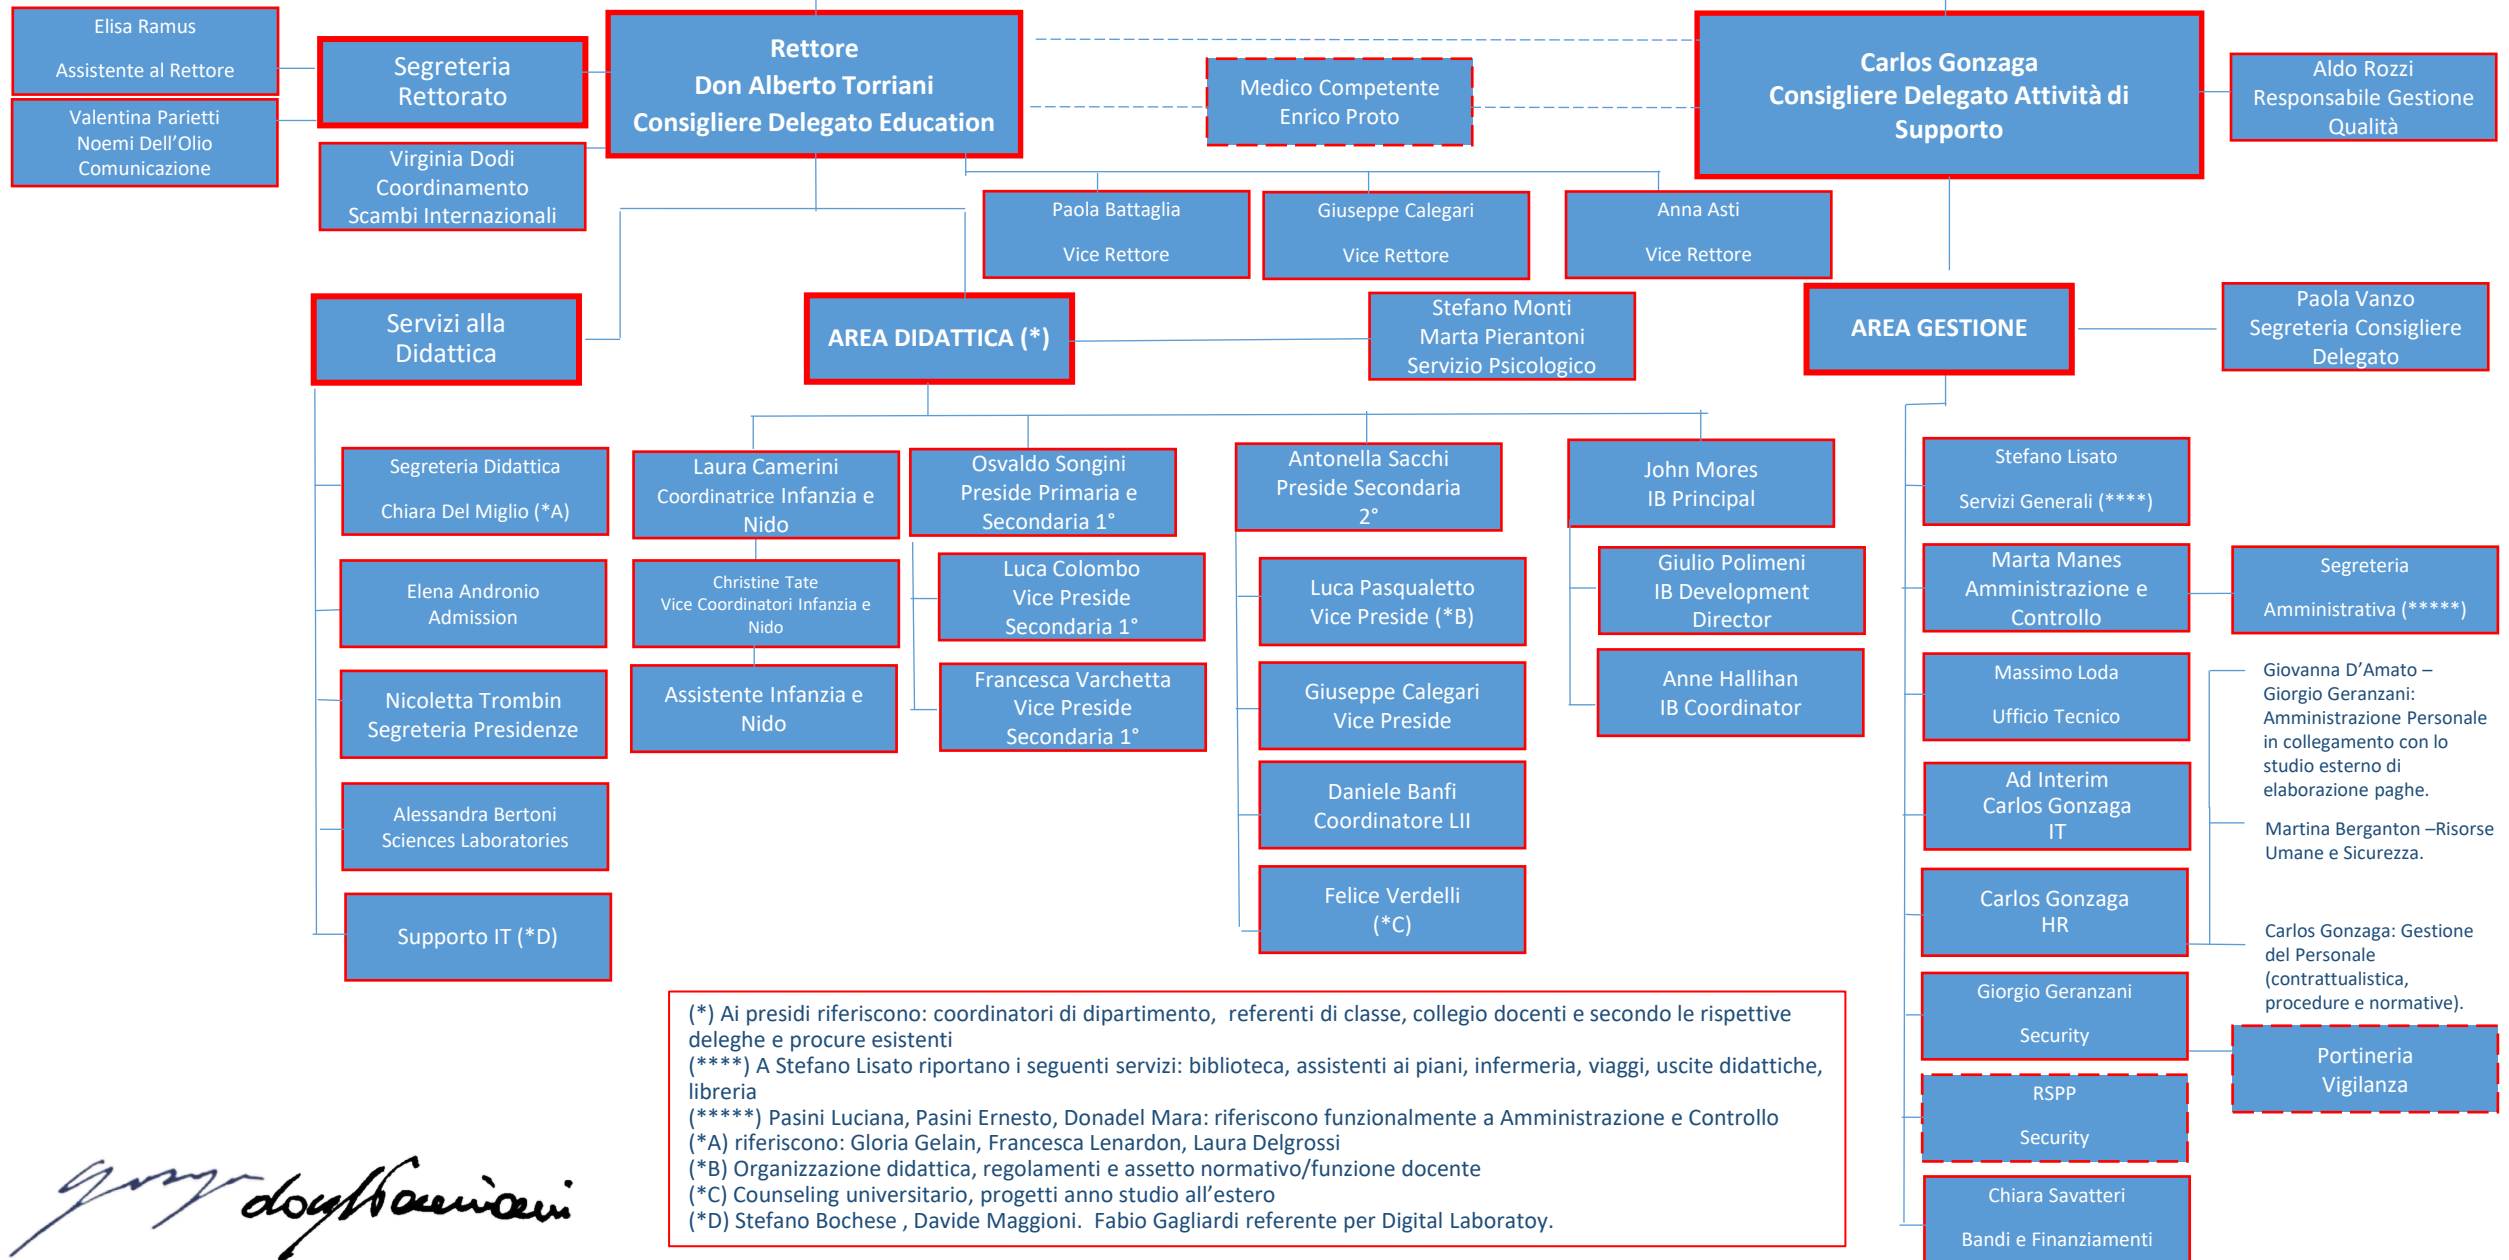 Elisa Ramus
Assistente al Rettore
Valentina Parietti
Noemi Dell'Olio
Comunicazione
Segreteria
Rettorato
Virginia Dodi
Coordinamento
Scambi Internazionali
Rettore
Don Alberto Torriani
Consigliere Delegato Education
Medico Competente
Enrico Proto
Carlos Gonzaga
Consigliere Delegato Attività di
Supporto
Aldo Rozzi
Responsabile Gestione
Qualità
Paola Battaglia
Vice Rettore
Giuseppe Calegari
Vice Rettore
Anna Asti
Vice Rettore
Servizi alla
Didattica
AREA DIDATTICA (*)
Stefano Monti
Marta Pierantoni
Servizio Psicologico
AREA GESTIONE
Paola Vanzo
Segreteria Consigliere
Delegato
Segreteria Didattica
Chiara Del Miglio (*A)
Elena Andronio
Admission
Nicoletta Trombin
Segreteria Presidenze
Alessandra Bertoni
Sciences Laboratories
Supporto IT (*D)
Laura Camerini
Coordinatrice Infanzia e
Nido
Christine Tate
Vice Coordinatori Infanzia e
Nido
Assistente Infanzia e
Nido
Osvaldo Songini
Preside Primaria e
Secondaria 1°
Luca Colombo
Vice Preside
Secondaria 1°
Francesca Varchetta
Vice Preside
Secondaria 1°
Antonella Sacchi
Preside Secondaria
2°
Luca Pasqualetto
Vice Preside (*B)
Giuseppe Calegari
Vice Preside
Daniele Banfi
Coordinatore LII
Felice Verdelli
(*C)
John Mores
IB Principal
Giulio Polimeni
IB Development
Director
Anne Hallihan
IB Coordinator
Stefano Lisato
Servizi Generali (****)
Marta Manes
Amministrazione e
Controllo
Segreteria
Amministrativa (*****)
Massimo Loda
Ufficio Tecnico
Ad Interim
Carlos Gonzaga
IT
Carlos Gonzaga
HR
Giovanna D'Amato –
Giorgio Geranzani:
Amministrazione Personale
in collegamento con lo
studio esterno di
elaborazione paghe.
Martina Berganton –Risorse
Umane e Sicurezza.
Carlos Gonzaga: Gestione
del Personale
(contrattualistica,
procedure e normative).
Giorgio Geranzani
Security
Portineria
Vigilanza
RSPP
Security
Chiara Savatteri
Bandi e Finanziamenti
(*) Ai presidi riferiscono: coordinatori di dipartimento, referenti di classe, collegio docenti e secondo le rispettive
deleghe e procure esistenti
(****) A Stefano Lisato riportano i seguenti servizi: biblioteca, assistenti ai piani, infermeria, viaggi, uscite didattiche,
libreria
(*****) Pasini Luciana, Pasini Ernesto, Donadel Mara: riferiscono funzionalmente a Amministrazione e Controllo
(*A) riferiscono: Gloria Gelain, Francesca Lenardon, Laura Delgrossi
(*B) Organizzazione didattica, regolamenti e assetto normativo/funzione docente
(*C) Counseling universitario, progetti anno studio all'estero
(*D) Stefano Bochese , Davide Maggioni. Fabio Gagliardi referente per Digital Laboratoy.